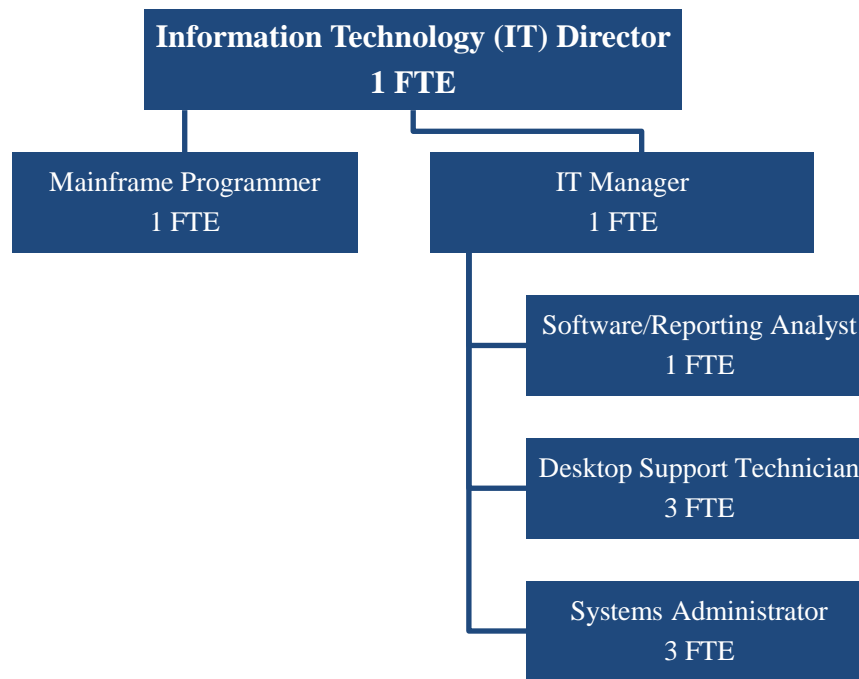 Information Technology (IT) Director
1 FTE
Mainframe Programmer
1 FTE
IT Manager
1 FTE
Software/Reporting Analyst
1 FTE
Desktop Support Technician
3 FTE
Systems Administrator
3 FTE